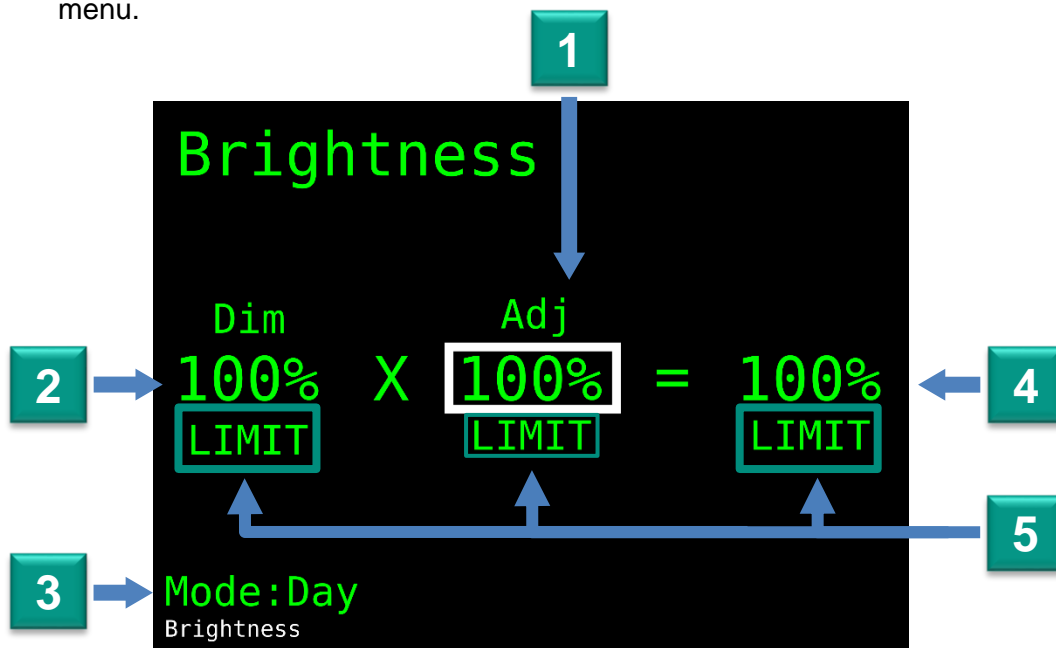 menu.
1
Brightness
Dim Adj
2 100% X 100% = 100% 4
LIMIT LIMIT LIMIT
5
3 Mode:Day
Brightness